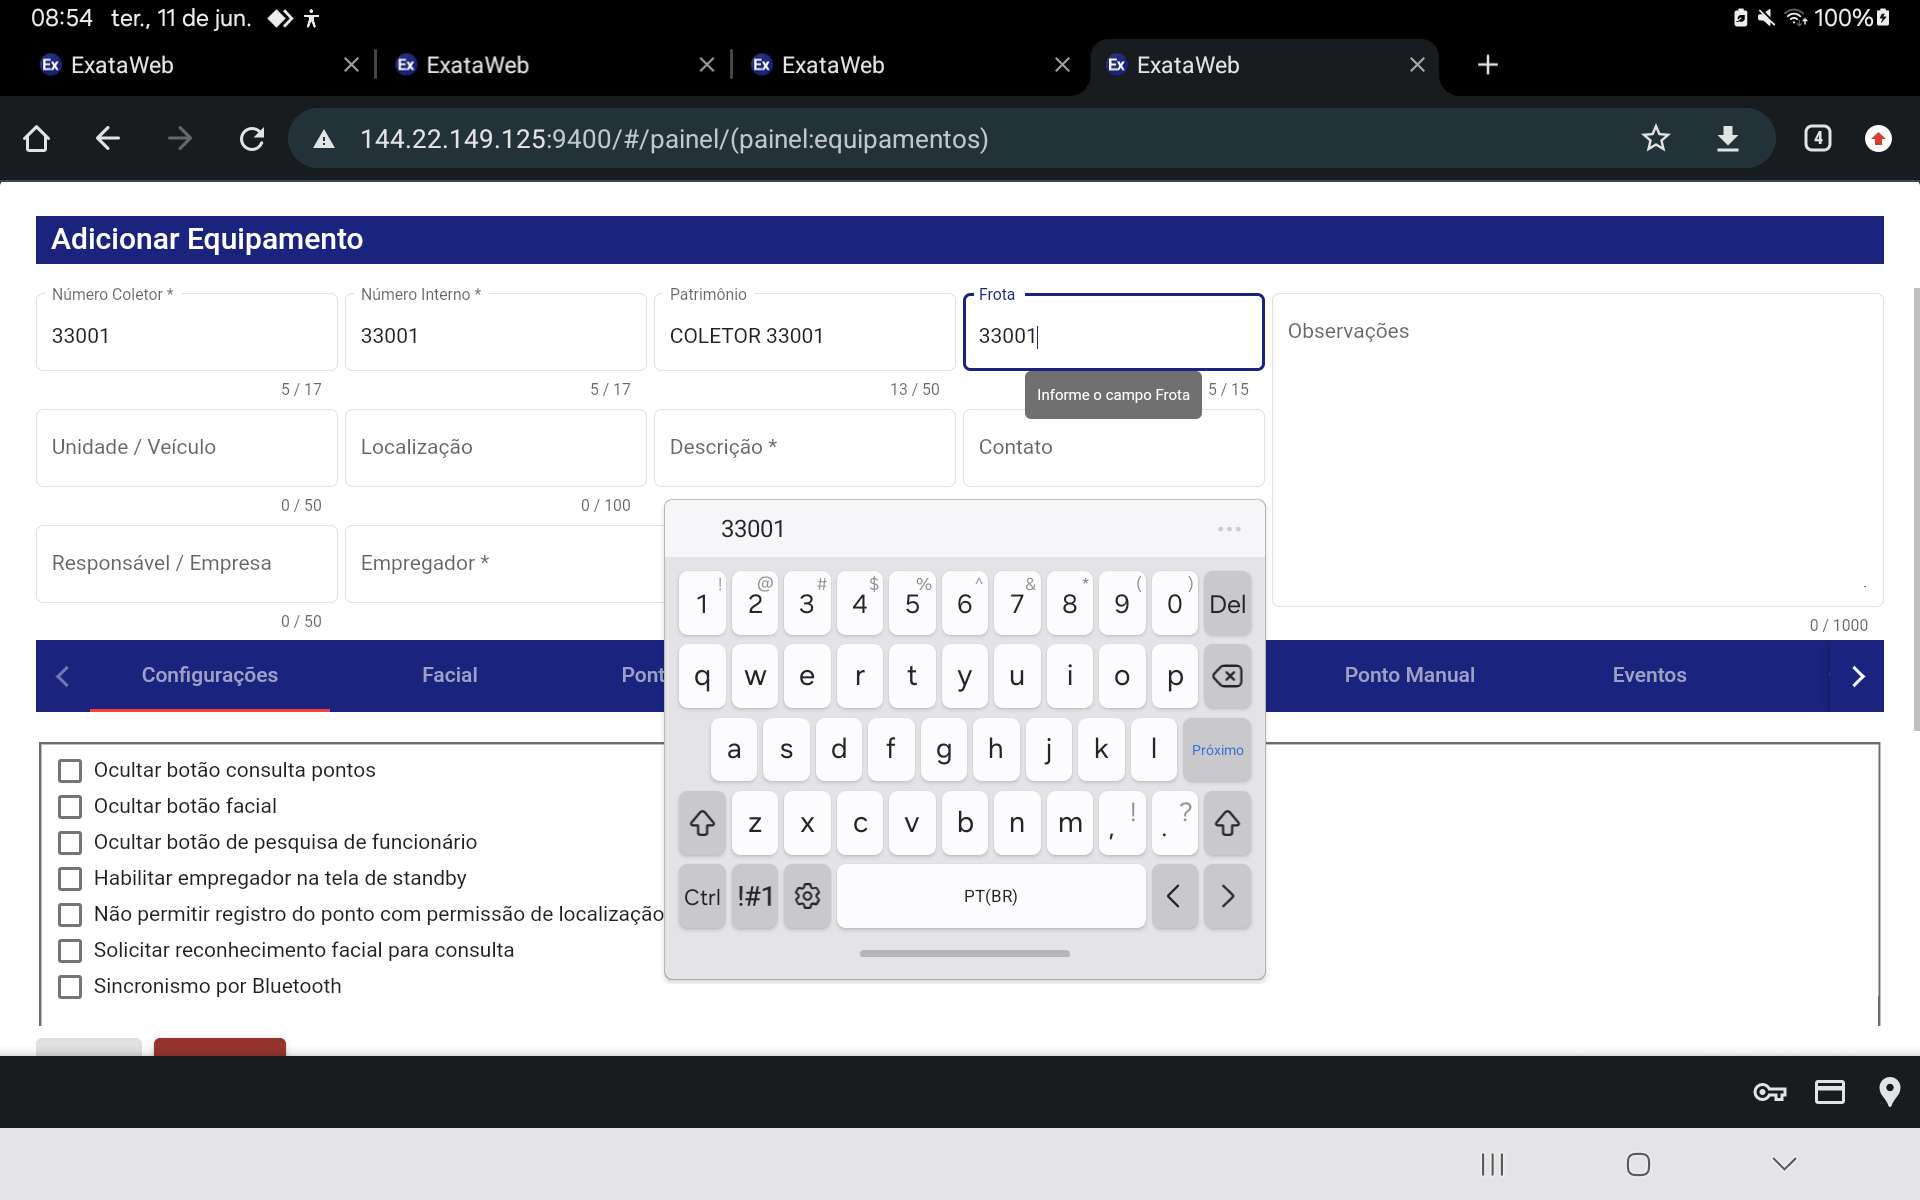 08:54 ter., 11 de jun. 100%
ExataWeb ExataWeb ExataWeb ExataWeb
144.22.149.125:9400/#/painel/(painel:equipamentos) 4
Adicionar Equipamento
Número Coletor * Número Interno * Patrimônio Frota
33001 33001 COLETOR 33001 33001 Observações
5 / 17 5 / 17 13 / 50 Informe o campo Frota 5 / 15
Unidade / Veículo Localização Descrição * Contato
0 / 50 0 / 100
33001
Responsável / Empresa Empregador *
0 / 50 0 / 1000
! @ # $ % ^ & * ( )
1 2 3 4 5 6 7 8 9 0 Del
Configurações Facial Pont Ponto Manual Eventos
q w e r t y u i o p
a s d f g h j k l Próximo
z x c v b n m , ! . ?
Ctrl !#1 PT(BR) < >
Ocultar botão consulta pontos
Ocultar botão facial
Ocultar botão de pesquisa de funcionário
Habilitar empregador na tela de standby
Não permitir registro do ponto com permissão de localização
Solicitar reconhecimento facial para consulta
Sincronismo por Bluetooth